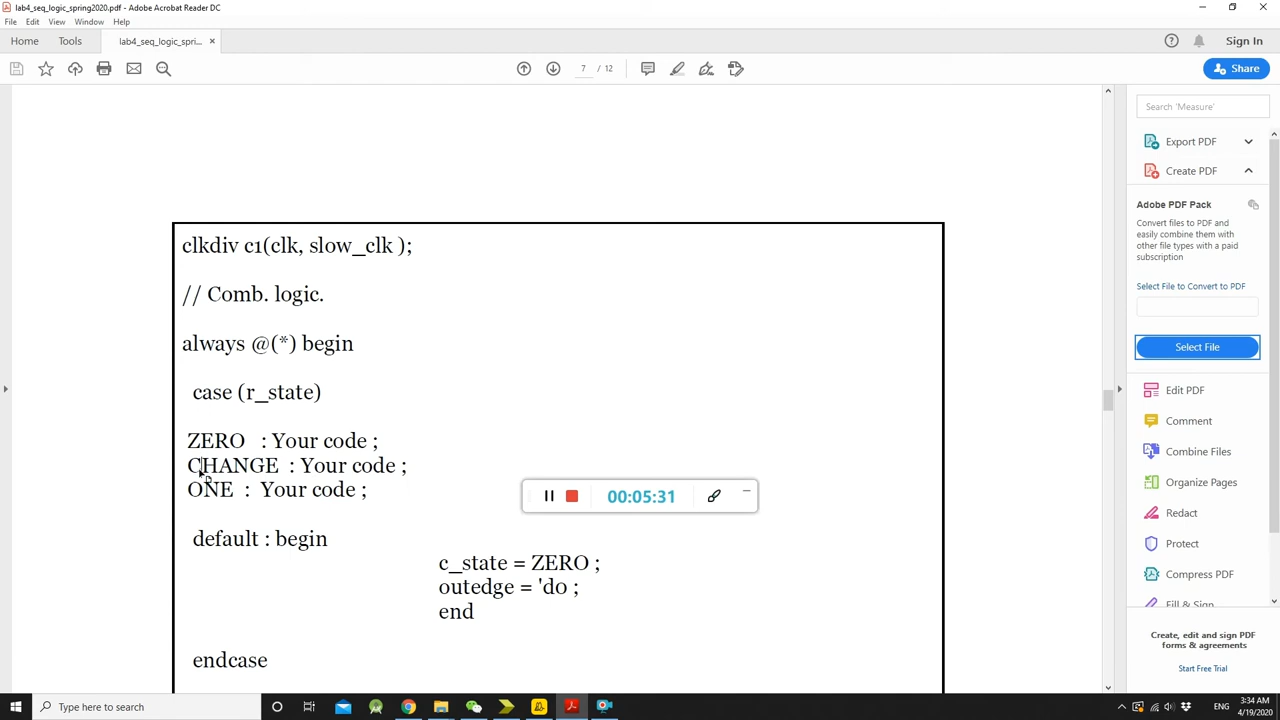 lab4_seq_logic_spring2020.pdf - Adobe Acrobat Reader DC
File Edit View Window Help
Home Tools lab4_seq_logic_spri... × Sign In
7 / 12 Share
Search 'Measure'
Export PDF
Create PDF
Adobe PDF Pack
Convert files to PDF and
easily combine them with
other file types with a paid
subscription
Select File to Convert to PDF
Select File
Edit PDF
Comment
Combine Files
Organize Pages
Redact
Protect
Compress PDF
Fill & Sign
Create, edit and sign PDF
forms & agreements
Start Free Trial
clkdiv c1(clk, slow_clk );
// Comb. logic.
always @(*) begin
case (r_state)
ZERO : Your code ;
CHANGE : Your code ;
ONE : Your code ;
default : begin
c_state = ZERO ;
outedge = 'd0 ;
end
endcase
00:05:31
Type here to search
ENG
3:34 AM
4/19/2020